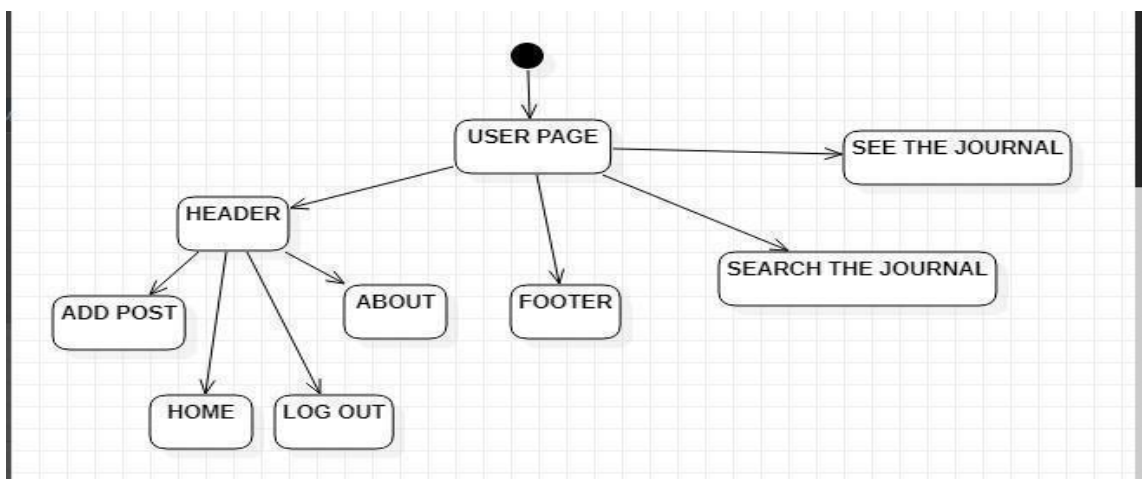 USER PAGE
SEE THE JOURNAL
HEADER
SEARCH THE JOURNAL
ADD POST
ABOUT
FOOTER
HOME
LOG OUT